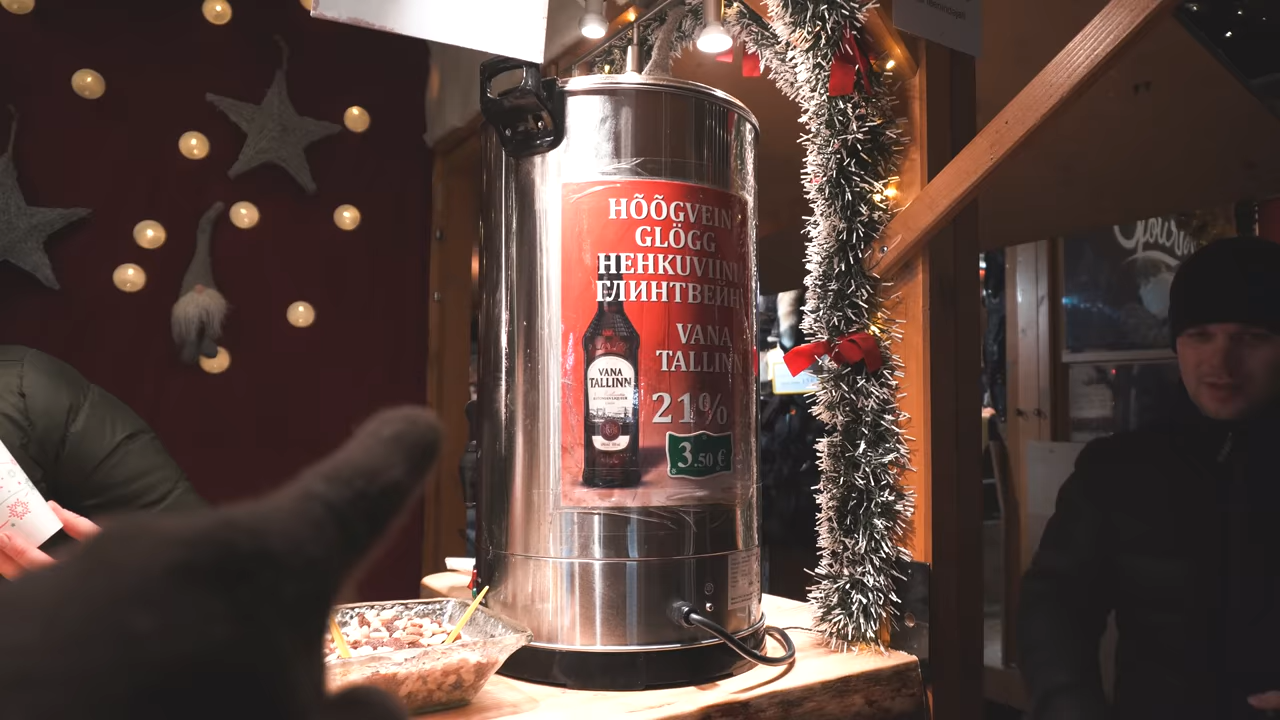 HÕÕGVEIN
GLÖGG
HEHKUVIINI
ГЛИНТВЕЙН
VANA
TALLINN
21%
3.50 €
VANA
TALLINN